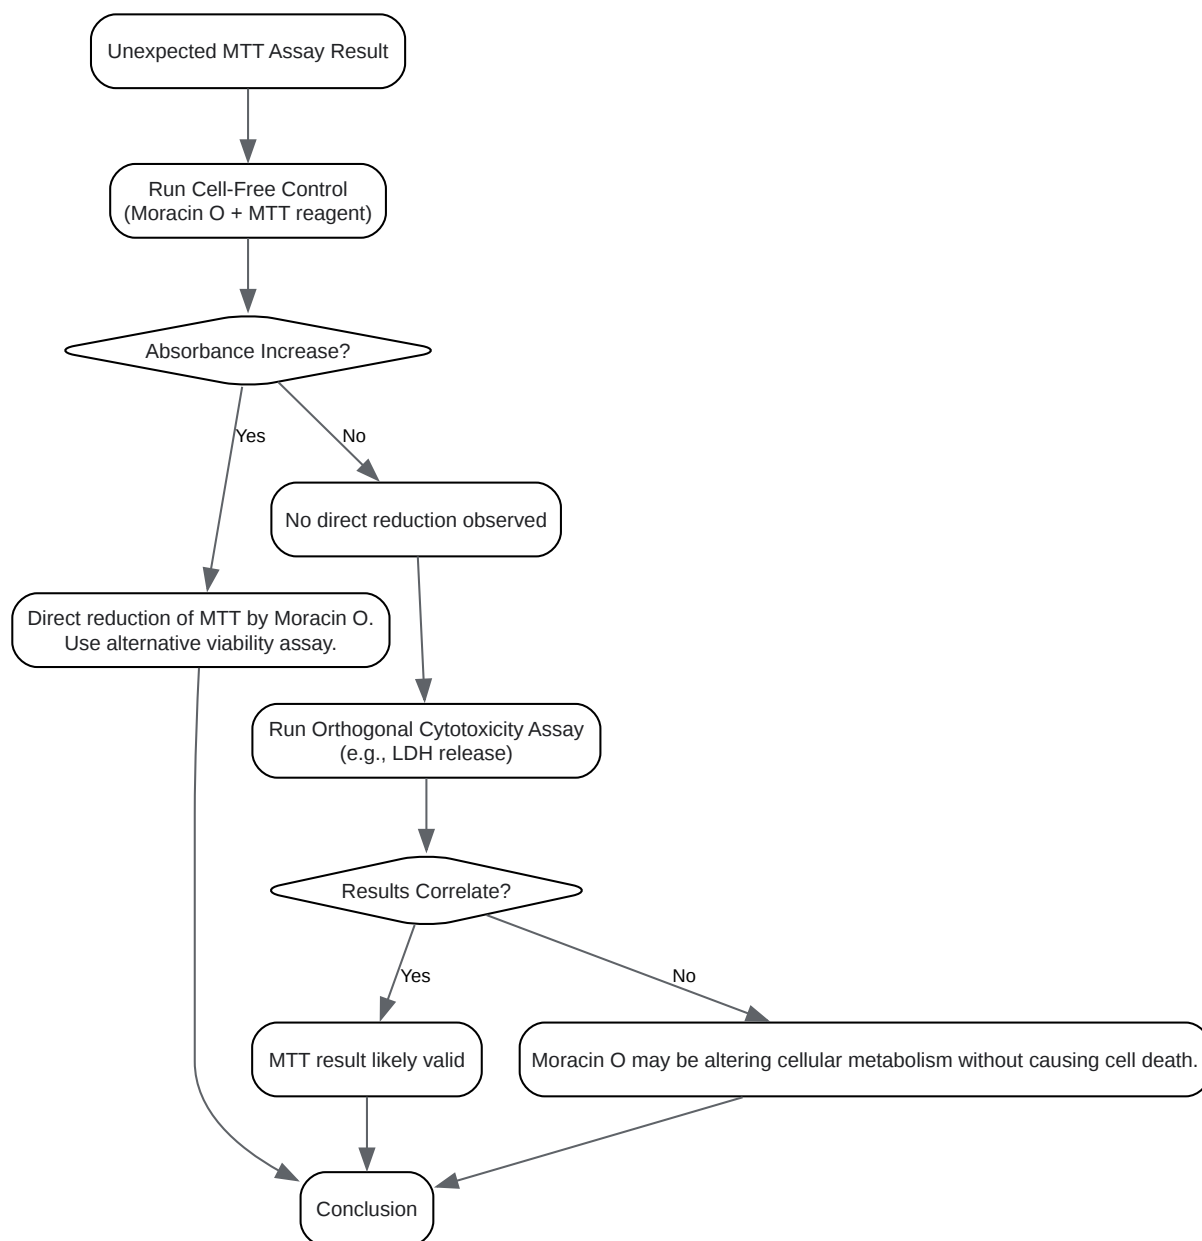 Unexpected MTT Assay Result
Run Cell-Free Control
(Moracin O + MTT reagent)
Absorbance Increase?
Yes
No
No direct reduction observed
Direct reduction of MTT by Moracin O.
Use alternative viability assay.
Run Orthogonal Cytotoxicity Assay
(e.g., LDH release)
Results Correlate?
Yes
No
MTT result likely valid
Moracin O may be altering cellular metabolism without causing cell death.
Conclusion